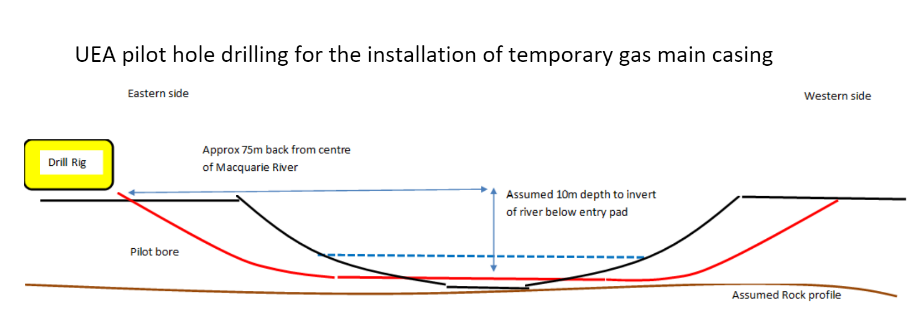 UEA pilot hole drilling for the installation of temporary gas main casing
Eastern side
Western side
Approx 75m back from centre
of Macquarie River
Drill Rig
Assumed 10m depth to invert
of river below entry pad
Pilot bore
Assumed Rock profile